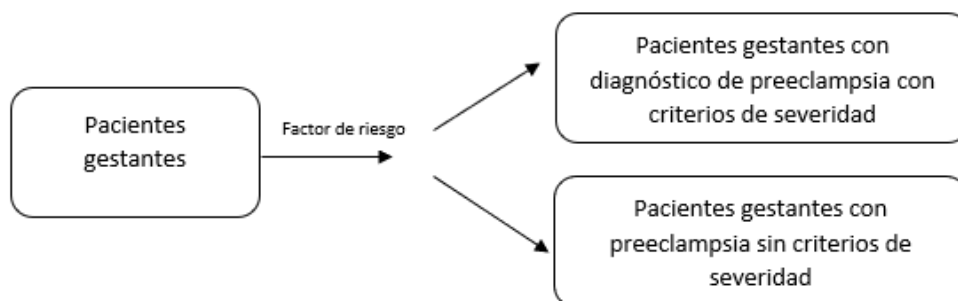 Pacientes
gestantes
Factor de riesgo
Pacientes gestantes con
diagnóstico de preeclampsia con
criterios de severidad
Pacientes gestantes con
preeclampsia sin criterios de
severidad